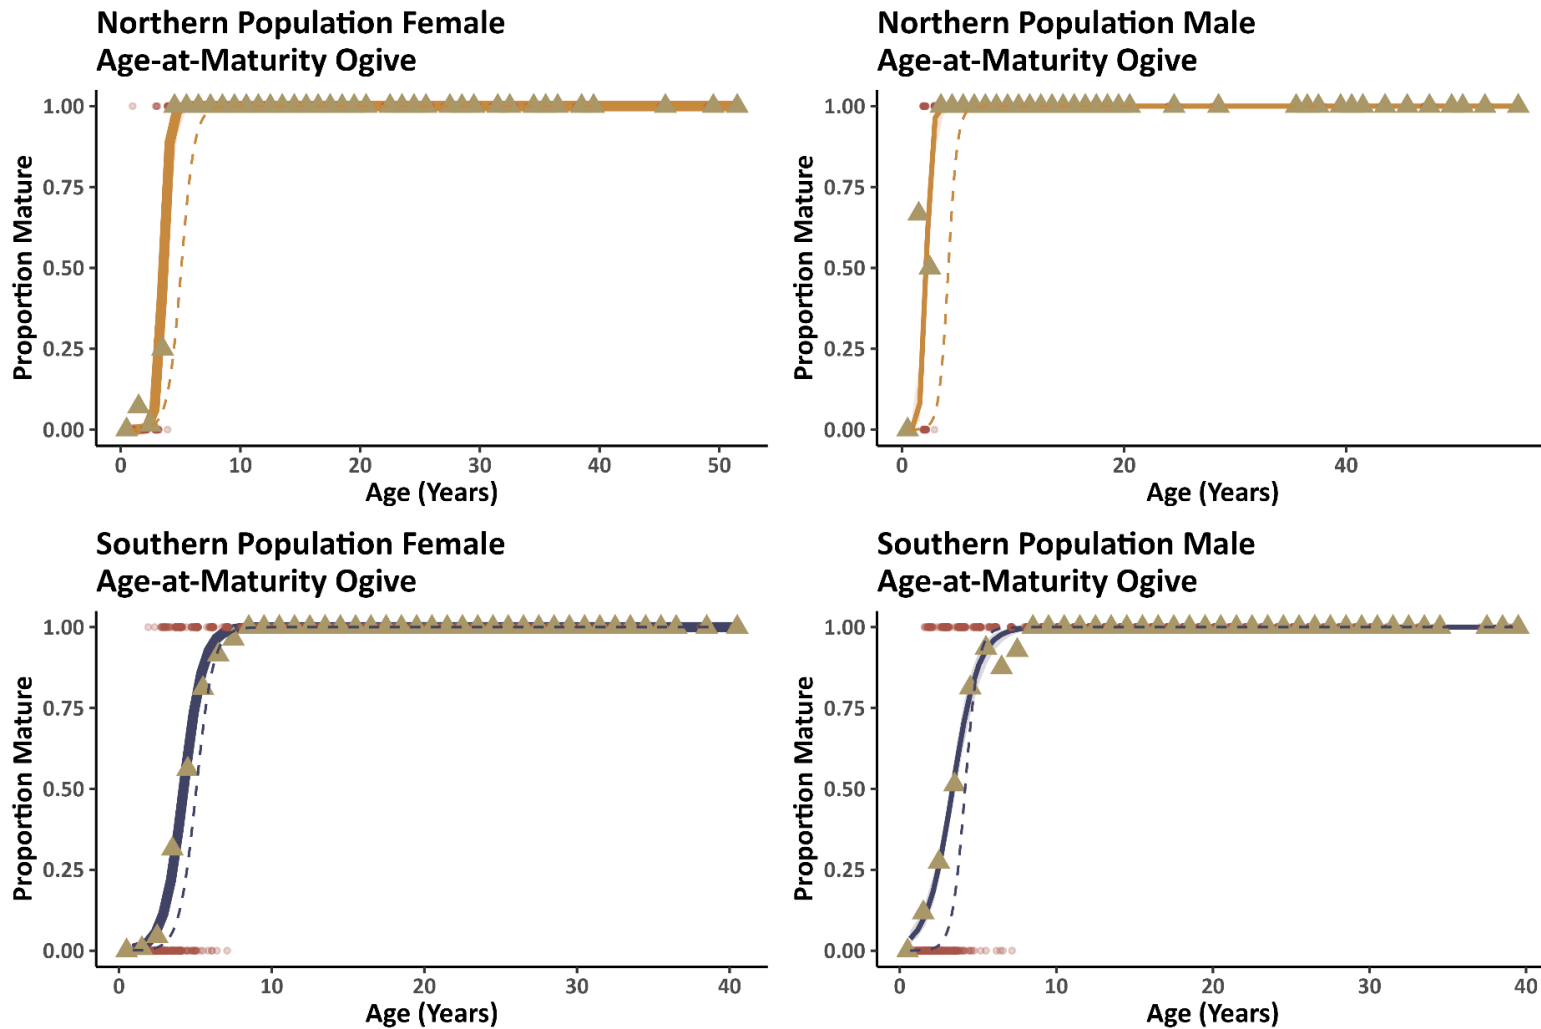 Northern Population Female
Age-at-Maturity Ogive
Proportion Mature
1.00
0.75
0.50
0.25
0.00
0 10 20 30 40 50
Age (Years)
Northern Population Male
Age-at-Maturity Ogive
Proportion Mature
1.00
0.75
0.50
0.25
0.00
0 20 40
Age (Years)
Southern Population Female
Age-at-Maturity Ogive
Proportion Mature
1.00
0.75
0.50
0.25
0.00
0 10 20 30 40
Age (Years)
Southern Population Male
Age-at-Maturity Ogive
Proportion Mature
1.00
0.75
0.50
0.25
0.00
0 10 20 30 40
Age (Years)